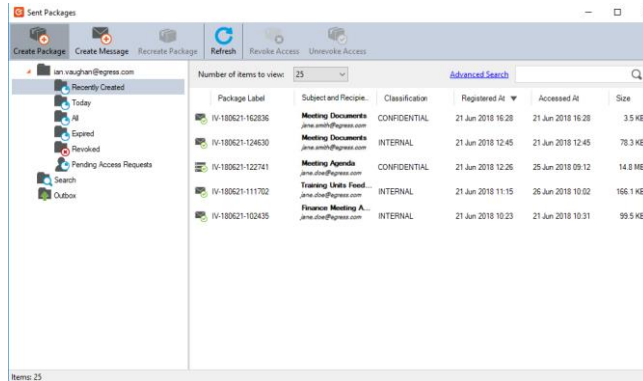 Sent Packages
Create Package Create Message Recreate Package Refresh Revoke Access Unrevoke Access
ian.vaughan@egress.com
Recently Created
Today
All
Expired
Revoked
Pending Access Requests
Search
Outbox
Number of items to view: 25 Advanced Search
Package Label Subject and Recipie... Classification Registered At Accessed At Size
IV-180621-162836 Meeting Documents CONFIDENTIAL 21 Jun 2018 16:28 21 Jun 2018 16:28 3.5 KB
jane.smith@egress.com
IV-180621-124630 Meeting Documents INTERNAL 21 Jun 2018 12:45 21 Jun 2018 12:45 78.3 KB
jane.smith@egress.com
IV-180621-122741 Meeting Agenda CONFIDENTIAL 21 Jun 2018 12:26 25 Jun 2018 09:12 14.8 MB
jane.doe@egress.com
IV-180621-111702 Training Units Feed... INTERNAL 21 Jun 2018 11:15 26 Jun 2018 10:02 166.1 KB
jane.doe@egress.com
IV-180621-102435 Finance Meeting A... INTERNAL 21 Jun 2018 10:23 21 Jun 2018 10:31 99.5 KB
jane.doe@egress.com
Items: 25